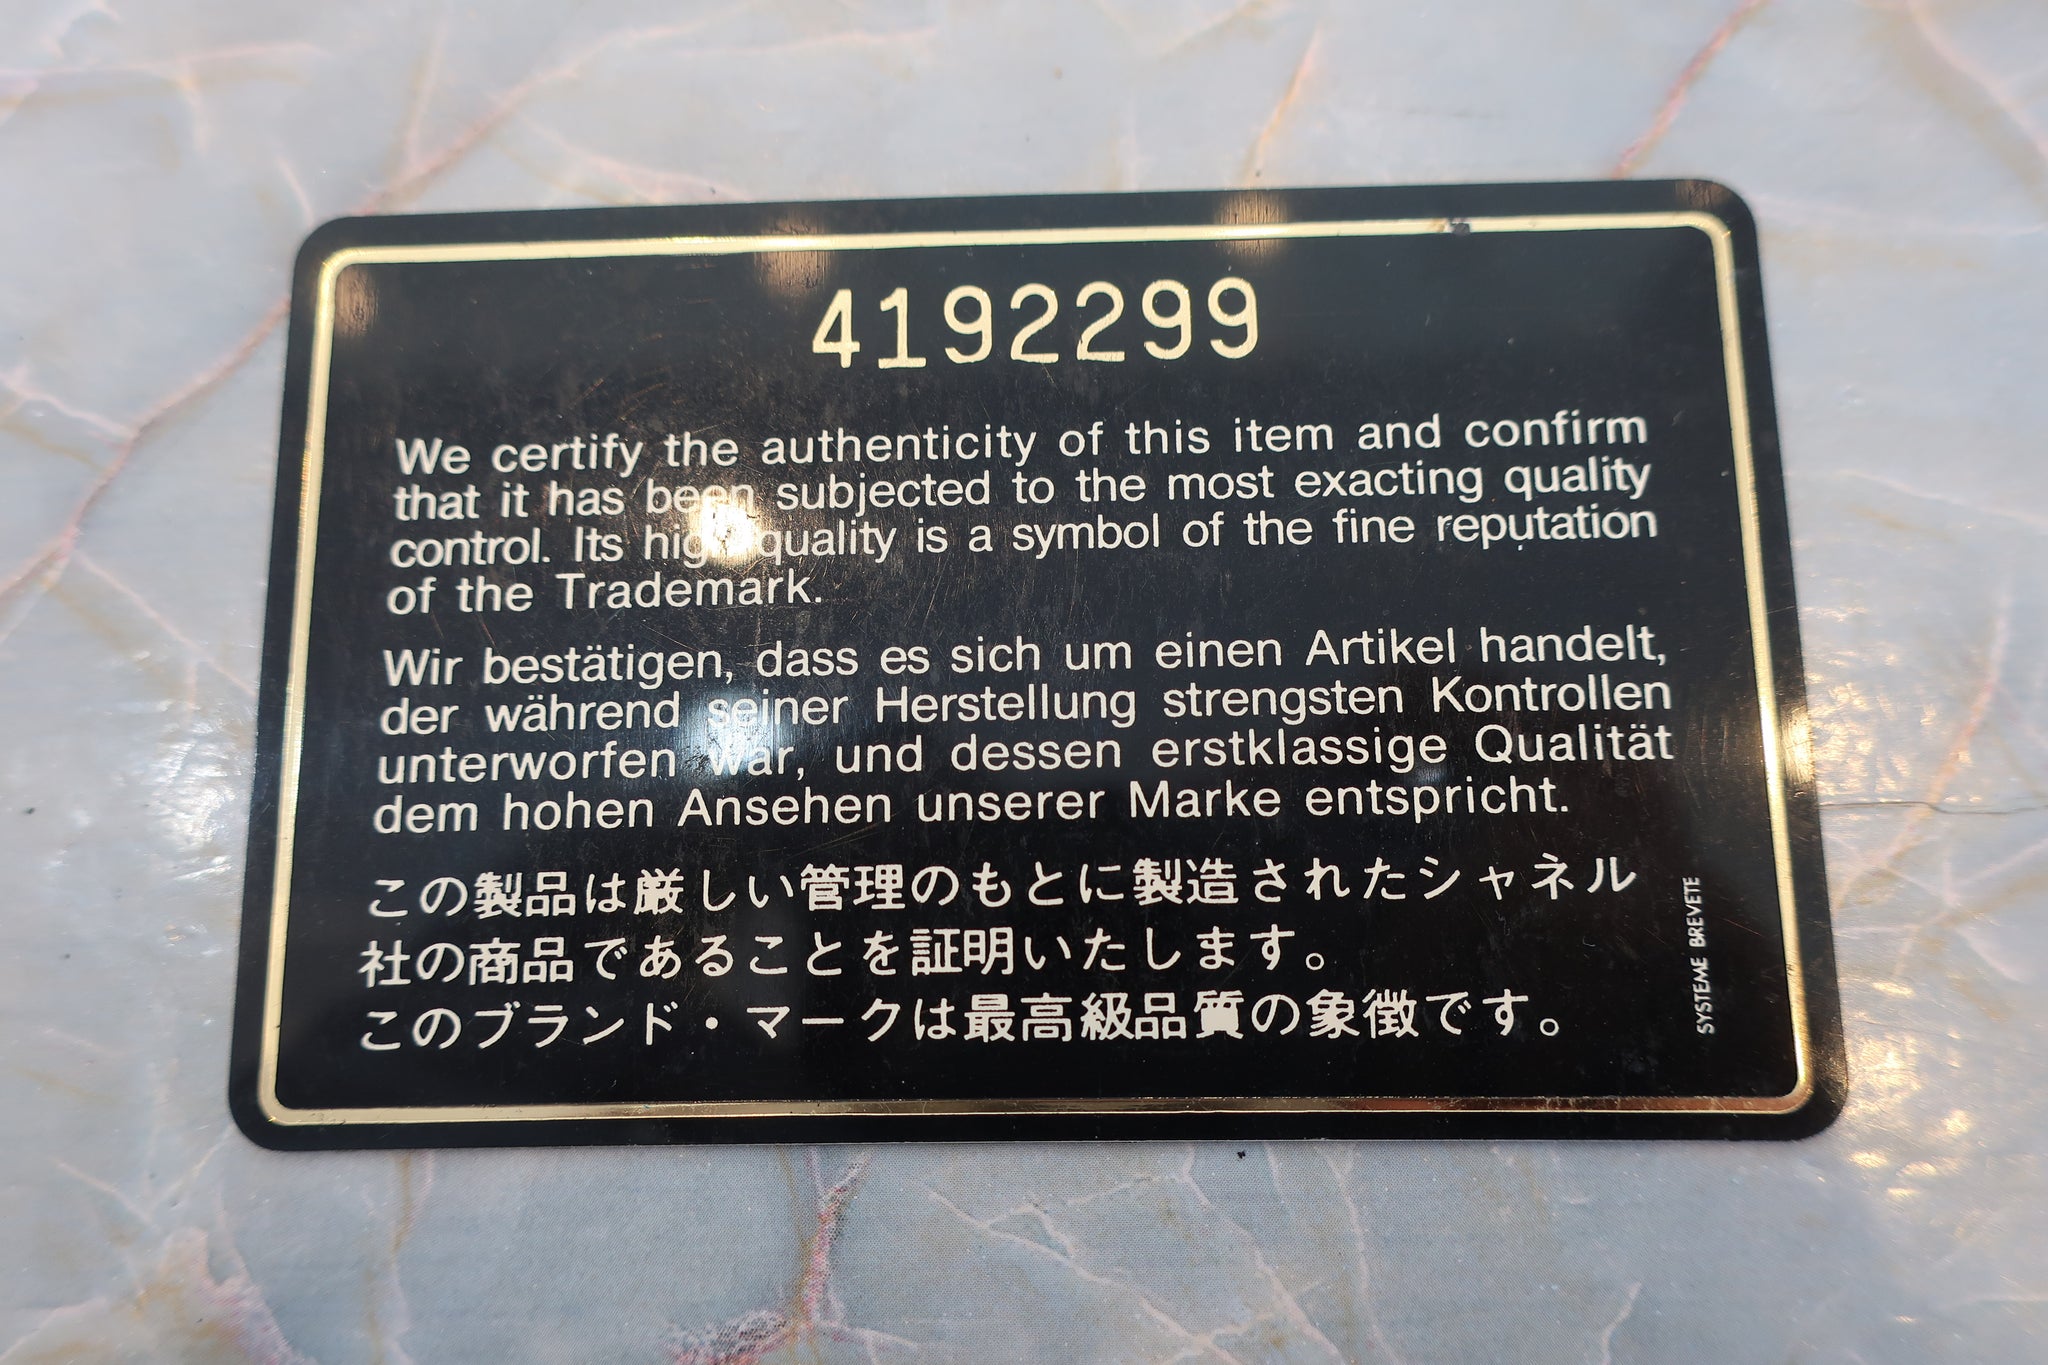 4192299
We certify the authenticity of this item and confirm
that it has been subjected to the most exacting quality
control. Its high quality is a symbol of the fine reputation
of the Trademark.
Wir bestätigen, dass es sich um einen Artikel handelt,
der während seiner Herstellung strengsten Kontrollen
unterworfen war, und dessen erstklassige Qualität
dem hohen Ansehen unserer Marke entspricht.
この製品は厳しい管理のもとに製造されたシャネル
社の商品であることを証明いたします。
このブランド・マークは最高級品質の象徴です。
SYSTEME BREVETE